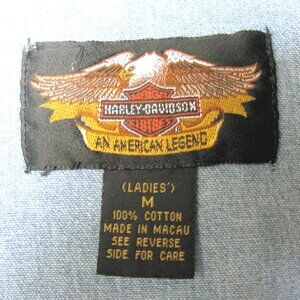 HARLEY-DAVIDSON
AN AMERICAN LEGEND
(LADIES')
M
100% COTTON
MADE IN MACAU
SEE REVERSE
SIDE FOR CARE